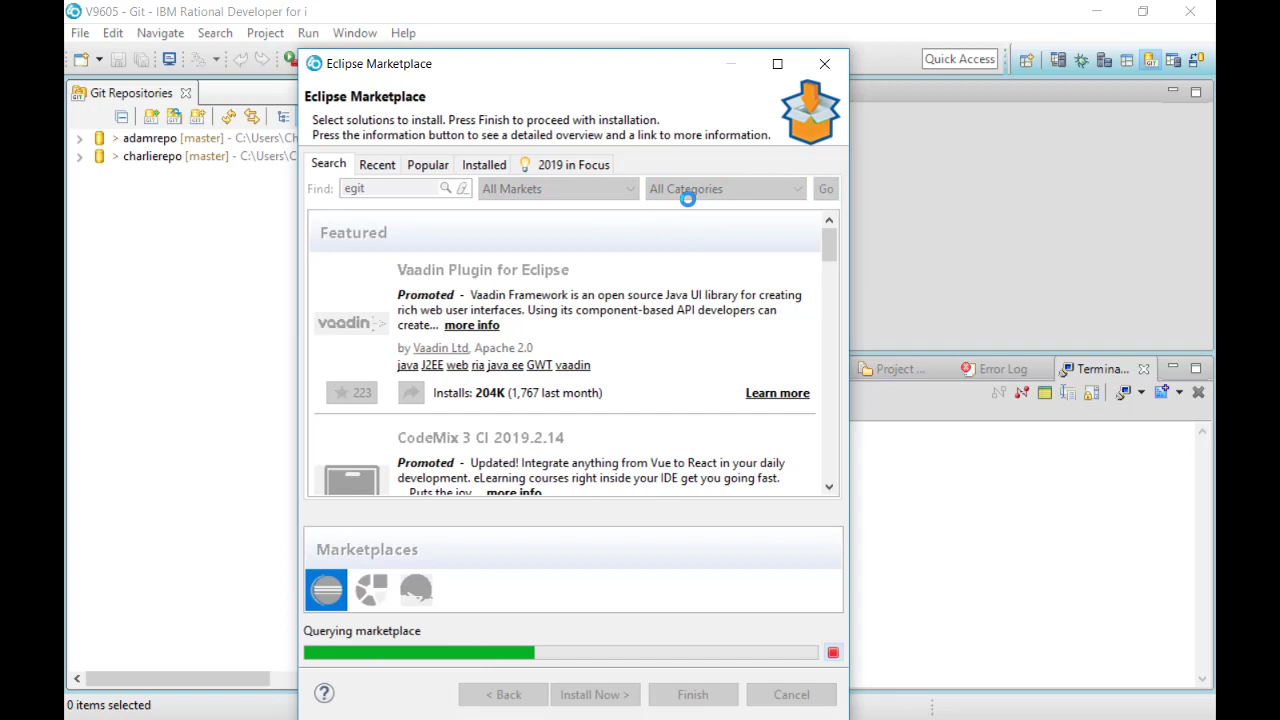 V9605 - Git - IBM Rational Developer for i
File Edit Navigate Search Project Run Window Help
Quick Access
Git Repositories
> adamrepo [master] - C:\Users\Ch
> charlierepo [master] - C:\Users\C
Eclipse Marketplace
Eclipse Marketplace
Select solutions to install. Press Finish to proceed with installation.
Press the information button to see a detailed overview and a link to more information.
Search Recent Popular Installed 2019 in Focus
Find: egit All Markets All Categories Go
Featured
Vaadin Plugin for Eclipse
Promoted - Vaadin Framework is an open source Java UI library for creating
rich web user interfaces. Using its component-based API developers can
create... more info
vaadin
by Vaadin Ltd, Apache 2.0
java J2EE web ria java ee GWT vaadin
223 Installs: 204K (1,767 last month) Learn more
CodeMix 3 CI 2019.2.14
Promoted - Updated! Integrate anything from Vue to React in your daily
development. eLearning courses right inside your IDE get you going fast.
Puts the joy more info
Marketplaces
Querying marketplace
< Back Install Now > Finish Cancel
Project ... Error Log Termina...
0 items selected